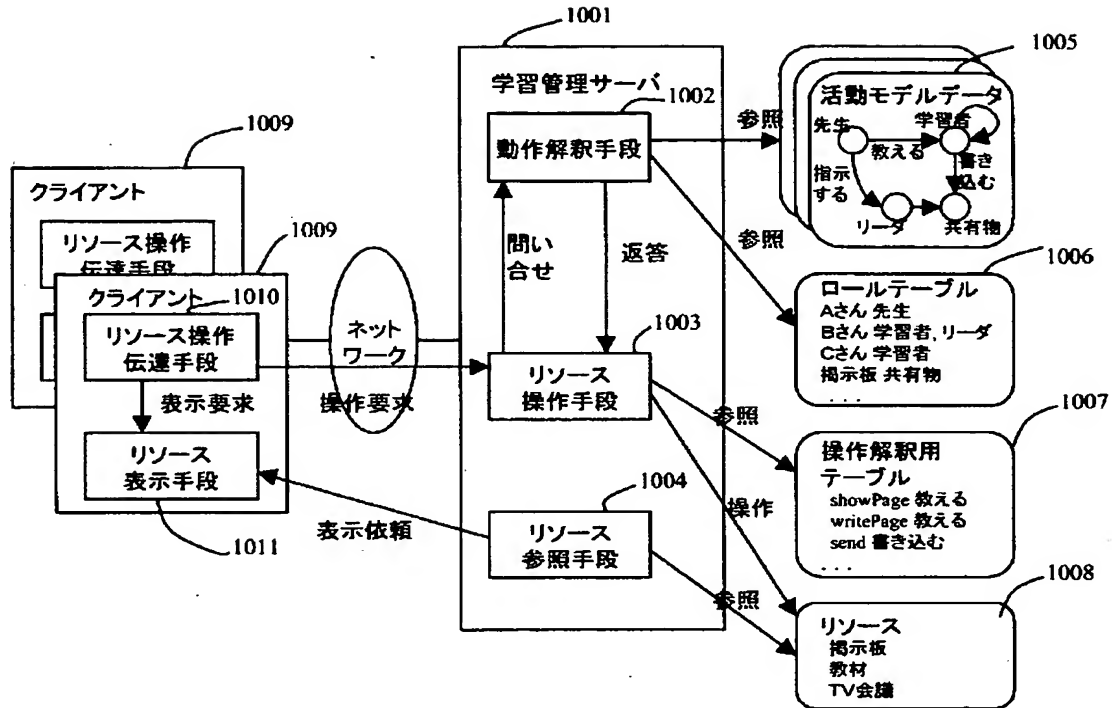 1001
1005
学習管理サーバ
1002
動作解釈手段
参照
活動モデルデータ
先生
学習者
教える
書き
込む
指示
する
リーダ
共有物
1009
クライアント
リソース操作
伝達手段
1009
クライアント
1010
リソース操作
伝達手段
表示要求
リソース
表示手段
1011
ネット
ワーク
操作要求
問い
合せ
返答
参照
1003
リソース
操作手段
1006
ロールテーブル
Aさん 先生
Bさん 学習者, リーダ
Cさん 学習者
掲示板 共有物
. . .
参照
1007
操作解釈用
テーブル
showPage 教える
writePage 教える
send 書き込む
. . .
操作
表示依頼
1004
リソース
参照手段
参照
1008
リソース
掲示板
教材
TV会議